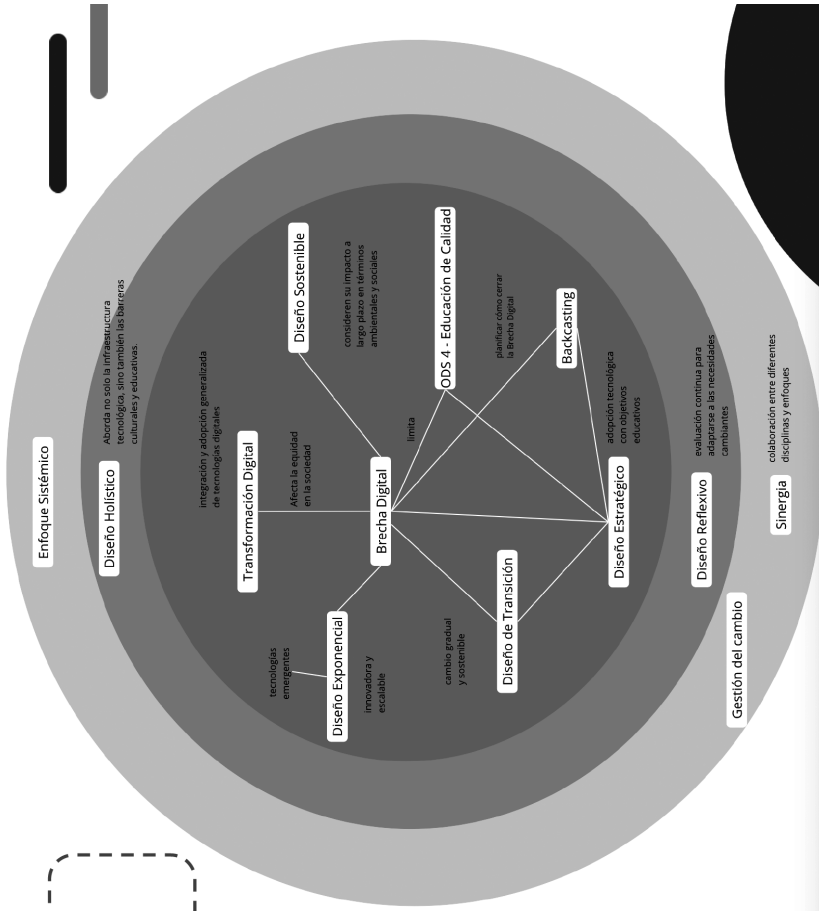 Enfoque Sistémico
Diseño Holístico
Aborda no solo la infraestructura
tecnológica, sino también las barreras
culturales y educativas.
integración y adopción generalizada
de tecnologías digitales
Transformación Digital
Afecta la equidad
en la sociedad
Diseño Sostenible
consideren su impacto a
largo plazo en términos
ambientales y sociales
tecnologías
emergentes
Diseño Exponencial
innovadora y
escalable
Brecha Digital
limita
ODS 4 - Educación de Calidad
cambio gradual
y sostenible
Diseño de Transición
planificar cómo cerrar
la Brecha Digital
Backcasting
Diseño Estratégico
adopción tecnológica
con objetivos
educativos
Diseño Reflexivo
evaluación continua para
adaptarse a las necesidades
cambiantes
Gestión del cambio
Sinergia
colaboración entre diferentes
disciplinas y enfoques